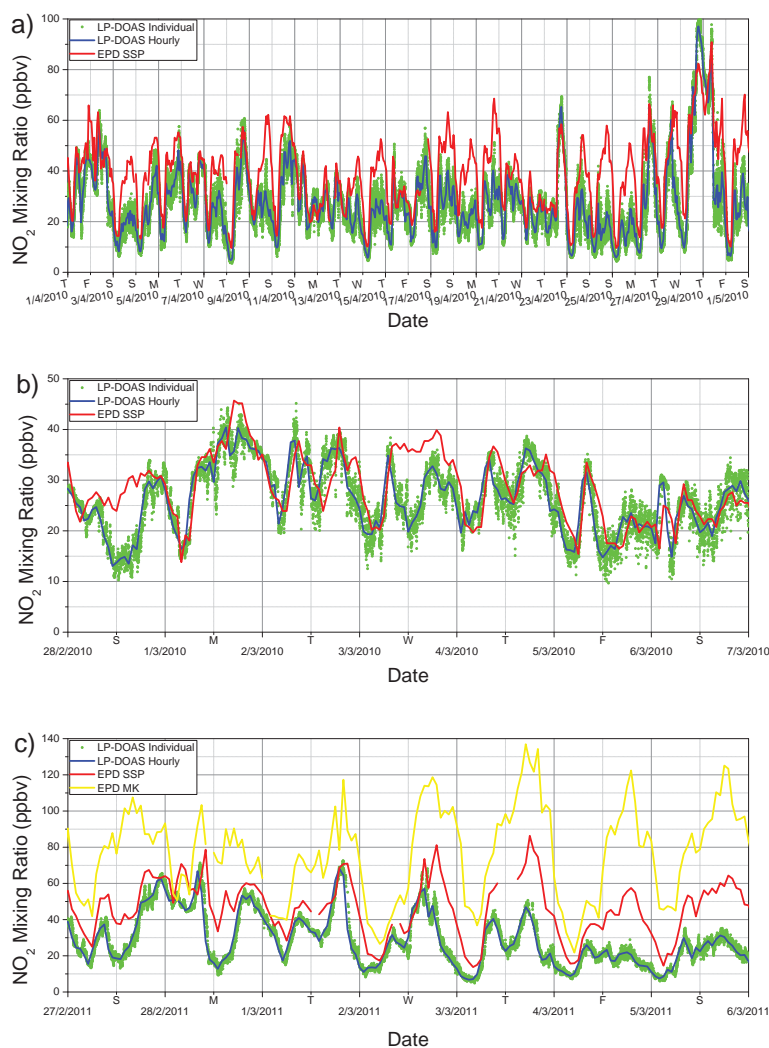 a)
LP-DOAS Individual
LP-DOAS Hourly
EPD SSP
NO2 Mixing Ratio (ppbv)
100
80
60
40
20
0
T F S S M T W T F S S M T W T F S S M T W T F S S M T W T F S
1/4/2010 3/4/2010 5/4/2010 7/4/2010 9/4/2010 11/4/2010 13/4/2010 15/4/2010 17/4/2010 19/4/2010 21/4/2010 23/4/2010 25/4/2010 27/4/2010 29/4/2010 1/5/2010
Date
b)
LP-DOAS Individual
LP-DOAS Hourly
EPD SSP
NO2 Mixing Ratio (ppbv)
50
40
30
20
10
0
S M T W T F S
28/2/2010 1/3/2010 2/3/2010 3/3/2010 4/3/2010 5/3/2010 6/3/2010 7/3/2010
Date
c)
LP-DOAS Individual
LP-DOAS Hourly
EPD SSP
EPD MK
NO2 Mixing Ratio (ppbv)
140
120
100
80
60
40
20
0
S M T W T F S
27/2/2011 28/2/2011 1/3/2011 2/3/2011 3/3/2011 4/3/2011 5/3/2011 6/3/2011
Date